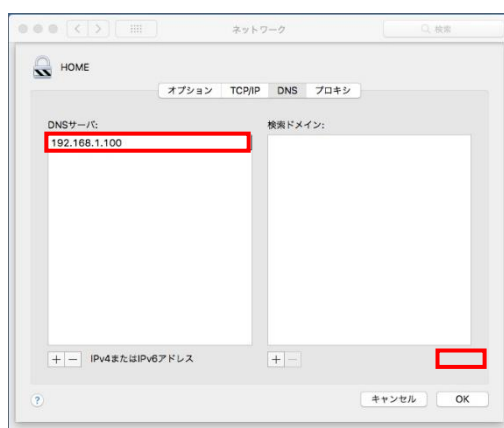 ネットワーク
検索
HOME
オプション TCP/IP DNS プロキシ
DNSサーバ: 検索ドメイン:
192.168.1.100
+ − IPv4またはIPv6アドレス + −
? キャンセル OK